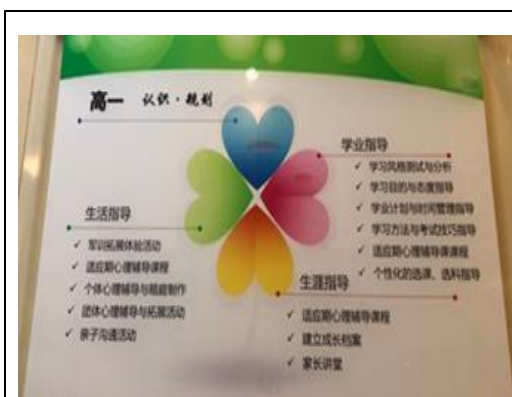 高一 认识·规划
学业指导
✓ 学习风格测试与分析
✓ 学习目的与态度指导
✓ 学业计划与时间管理指导
✓ 学习方法与考试技巧指导
✓ 适应期心理辅导课程
✓ 个性化的选课、选科指导
生活指导
✓ 军训拓展体验活动
✓ 适应期心理辅导课程
✓ 个体心理辅导与箱庭制作
✓ 团体心理辅导与拓展活动
✓ 亲子沟通活动
生涯指导
✓ 适应期心理辅导课程
✓ 建立成长档案
✓ 家长讲堂